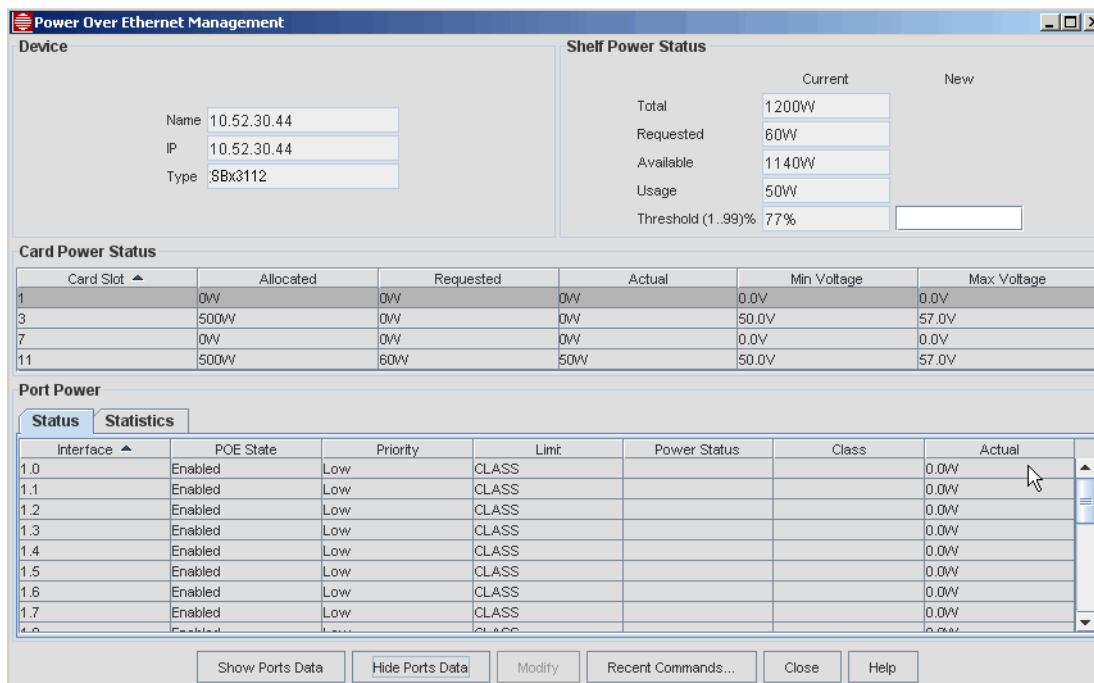 Power Over Ethernet Management
Device
Name 10.52.30.44
IP 10.52.30.44
Type SBx3112
Shelf Power Status
Current New
Total 1200W
Requested 60W
Available 1140W
Usage 50W
Threshold (1..99)% 77%
Card Power Status
Card Slot Allocated Requested Actual Min Voltage Max Voltage
1 0W 0W 0W 0.0V 0.0V
3 500W 0W 0W 50.0V 57.0V
7 0W 0W 0W 0.0V 0.0V
11 500W 60W 50W 50.0V 57.0V
Port Power
Status Statistics
Interface POE State Priority Limit Power Status Class Actual
1.0 Enabled Low CLASS 0.0W
1.1 Enabled Low CLASS 0.0W
1.2 Enabled Low CLASS 0.0W
1.3 Enabled Low CLASS 0.0W
1.4 Enabled Low CLASS 0.0W
1.5 Enabled Low CLASS 0.0W
1.6 Enabled Low CLASS 0.0W
1.7 Enabled Low CLASS 0.0W
Show Ports Data Hide Ports Data Modify Recent Commands... Close Help